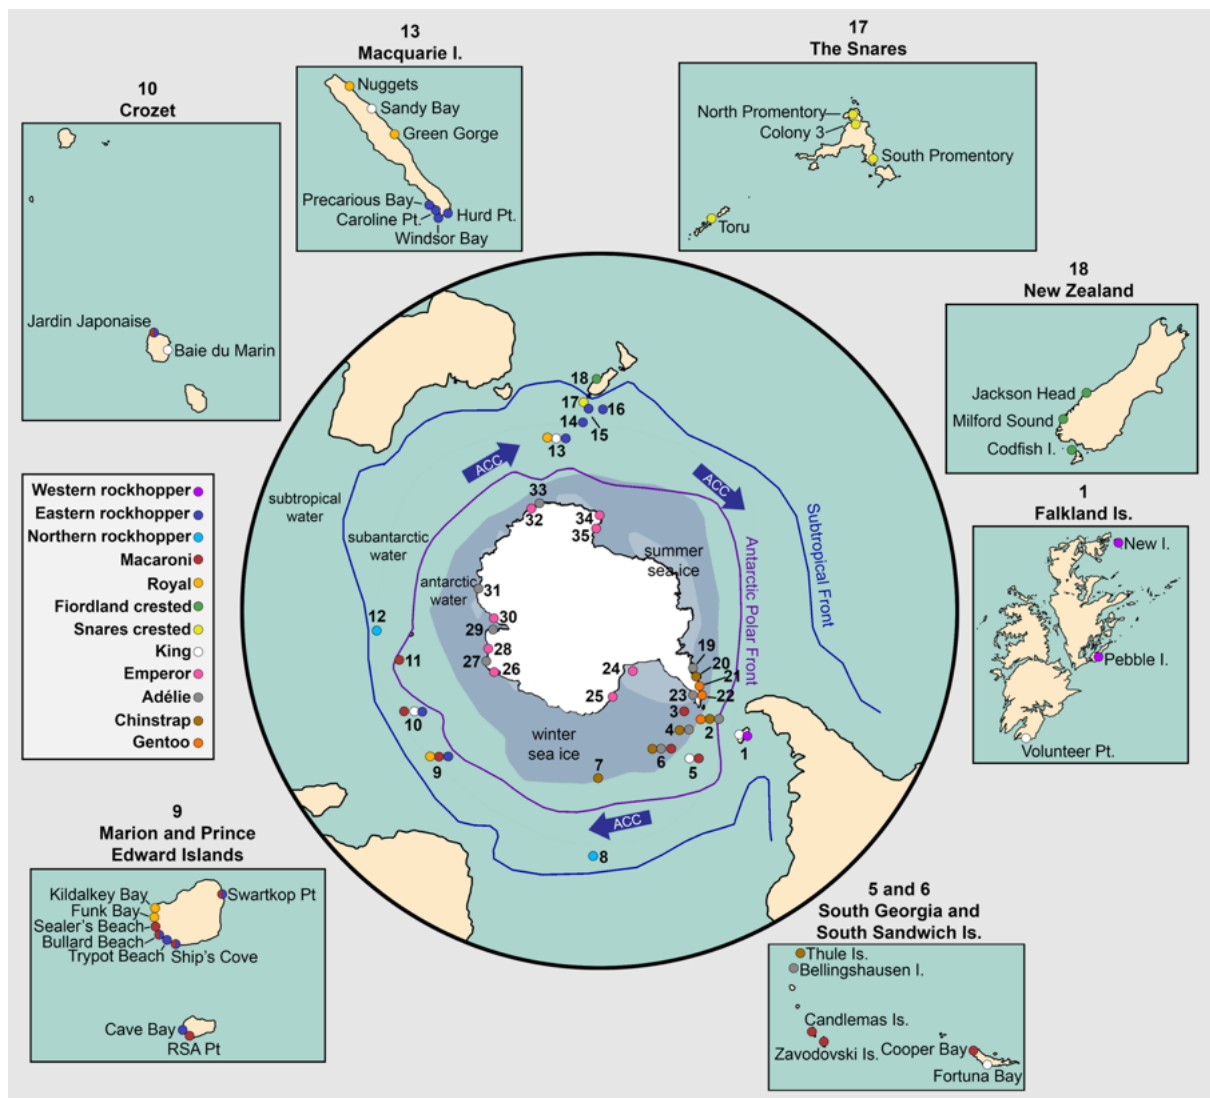 13
Macquarie I.
Nuggets
Sandy Bay
Green Gorge
Precarious Bay
Caroline Pt.
Hurd Pt.
Windsor Bay
17
The Snares
North Promentory
Colony 3
South Promentory
Toru
10
Crozet
Jardin Japonaise
Baie du Marin
18
New Zealand
Jackson Head
Milford Sound
Codfish I.
Western rockhopper
Eastern rockhopper
Northern rockhopper
Macaroni
Royal
Fiordland crested
Snares crested
King
Emperor
Adélie
Chinstrap
Gentoo
1
Falkland Is.
New I.
Pebble I.
Volunteer Pt.
18
17
16
14
15
13
ACC
ACC
subtropical
water
subantarctic
water
antarctic
water
33
32
34
35
summer
sea ice
Antarctic Polar Front
Subtropical Front
31
12
30
29
28
27
26
11
24
25
19
20
21
22
23
10
3
2
4
1
winter
sea ice
9
7
6
5
ACC
8
9
Marion and Prince
Edward Islands
Kildalkey Bay
Funk Bay
Sealer's Beach
Bullard Beach
Trypot Beach
Ship's Cove
Swartkop Pt
Cave Bay
RSA Pt
5 and 6
South Georgia and
South Sandwich Is.
Thule Is.
Bellingshausen I.
Candlemas Is.
Zavodovski Is.
Cooper Bay
Fortuna Bay